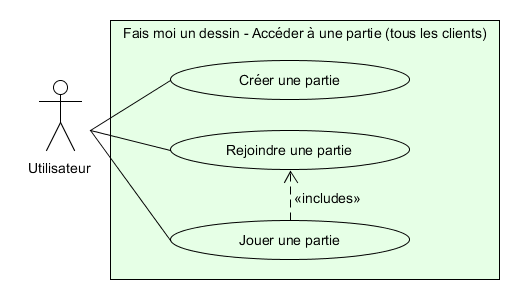 Fais moi un dessin - Accéder à une partie (tous les clients)
Créer une partie
Utilisateur
Rejoindre une partie
«includes»
Jouer une partie